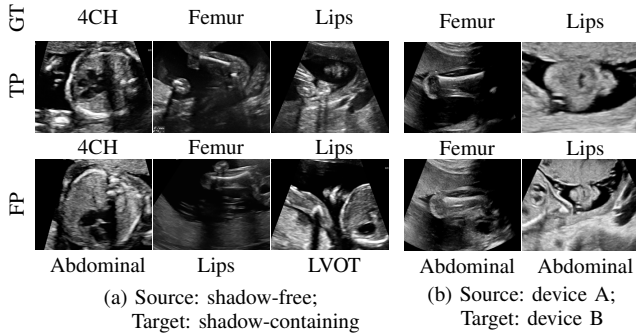 GT 4CH Femur Lips Femur Lips
TP
4CH Femur Lips Femur Lips
FP
Abdominal Lips LVOT Abdominal Abdominal
(a) Source: shadow-free; (b) Source: device A;
Target: shadow-containing Target: device B